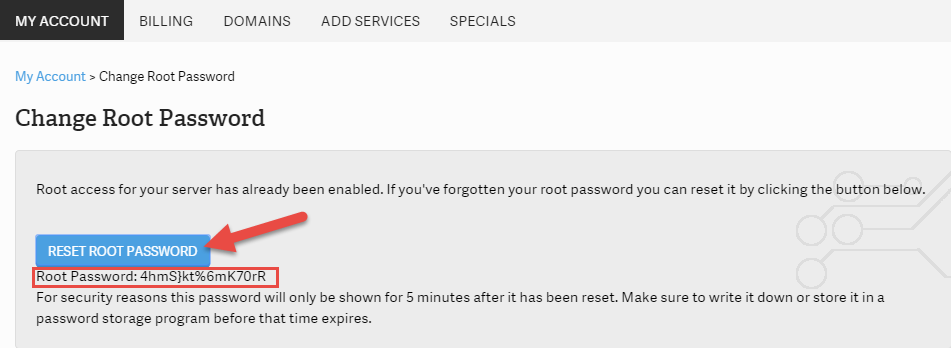 MY ACCOUNT BILLING DOMAINS ADD SERVICES SPECIALS
My Account > Change Root Password
Change Root Password
Root access for your server has already been enabled. If you've forgotten your root password you can reset it by clicking the button below.
RESET ROOT PASSWORD
Root Password: 4hmS}kt%6mK70rR
For security reasons this password will only be shown for 5 minutes after it has been reset. Make sure to write it down or store it in a
password storage program before that time expires.